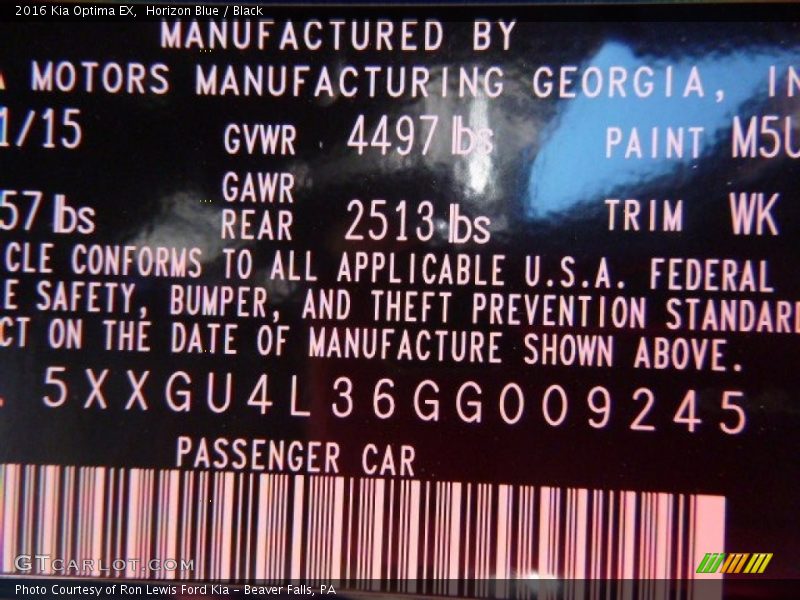 2016 Kia Optima EX, Horizon Blue / Black
MANUFACTURED BY
MOTORS MANUFACTURING GEORGIA, IN
1/15 GVWR 4497 lbs PAINT M5U
57 lbs GAWR REAR 2513 lbs TRIM WK
CLE CONFORMS TO ALL APPLICABLE U.S.A. FEDERAL
E SAFETY, BUMPER, AND THEFT PREVENTION STANDARD
CT ON THE DATE OF MANUFACTURE SHOWN ABOVE.
5XXGU4L36GG009245
PASSENGER CAR
GTCARLOT.COM
Photo Courtesy of Ron Lewis Ford Kia – Beaver Falls, PA